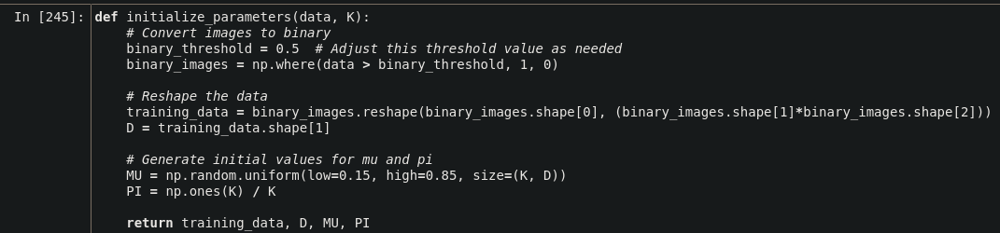 In [245]: def initialize_parameters(data, K):
    # Convert images to binary
    binary_threshold = 0.5  # Adjust this threshold value as needed
    binary_images = np.where(data > binary_threshold, 1, 0)

    # Reshape the data
    training_data = binary_images.reshape(binary_images.shape[0], (binary_images.shape[1]*binary_images.shape[2]))
    D = training_data.shape[1]

    # Generate initial values for mu and pi
    MU = np.random.uniform(low=0.15, high=0.85, size=(K, D))
    PI = np.ones(K) / K

    return training_data, D, MU, PI